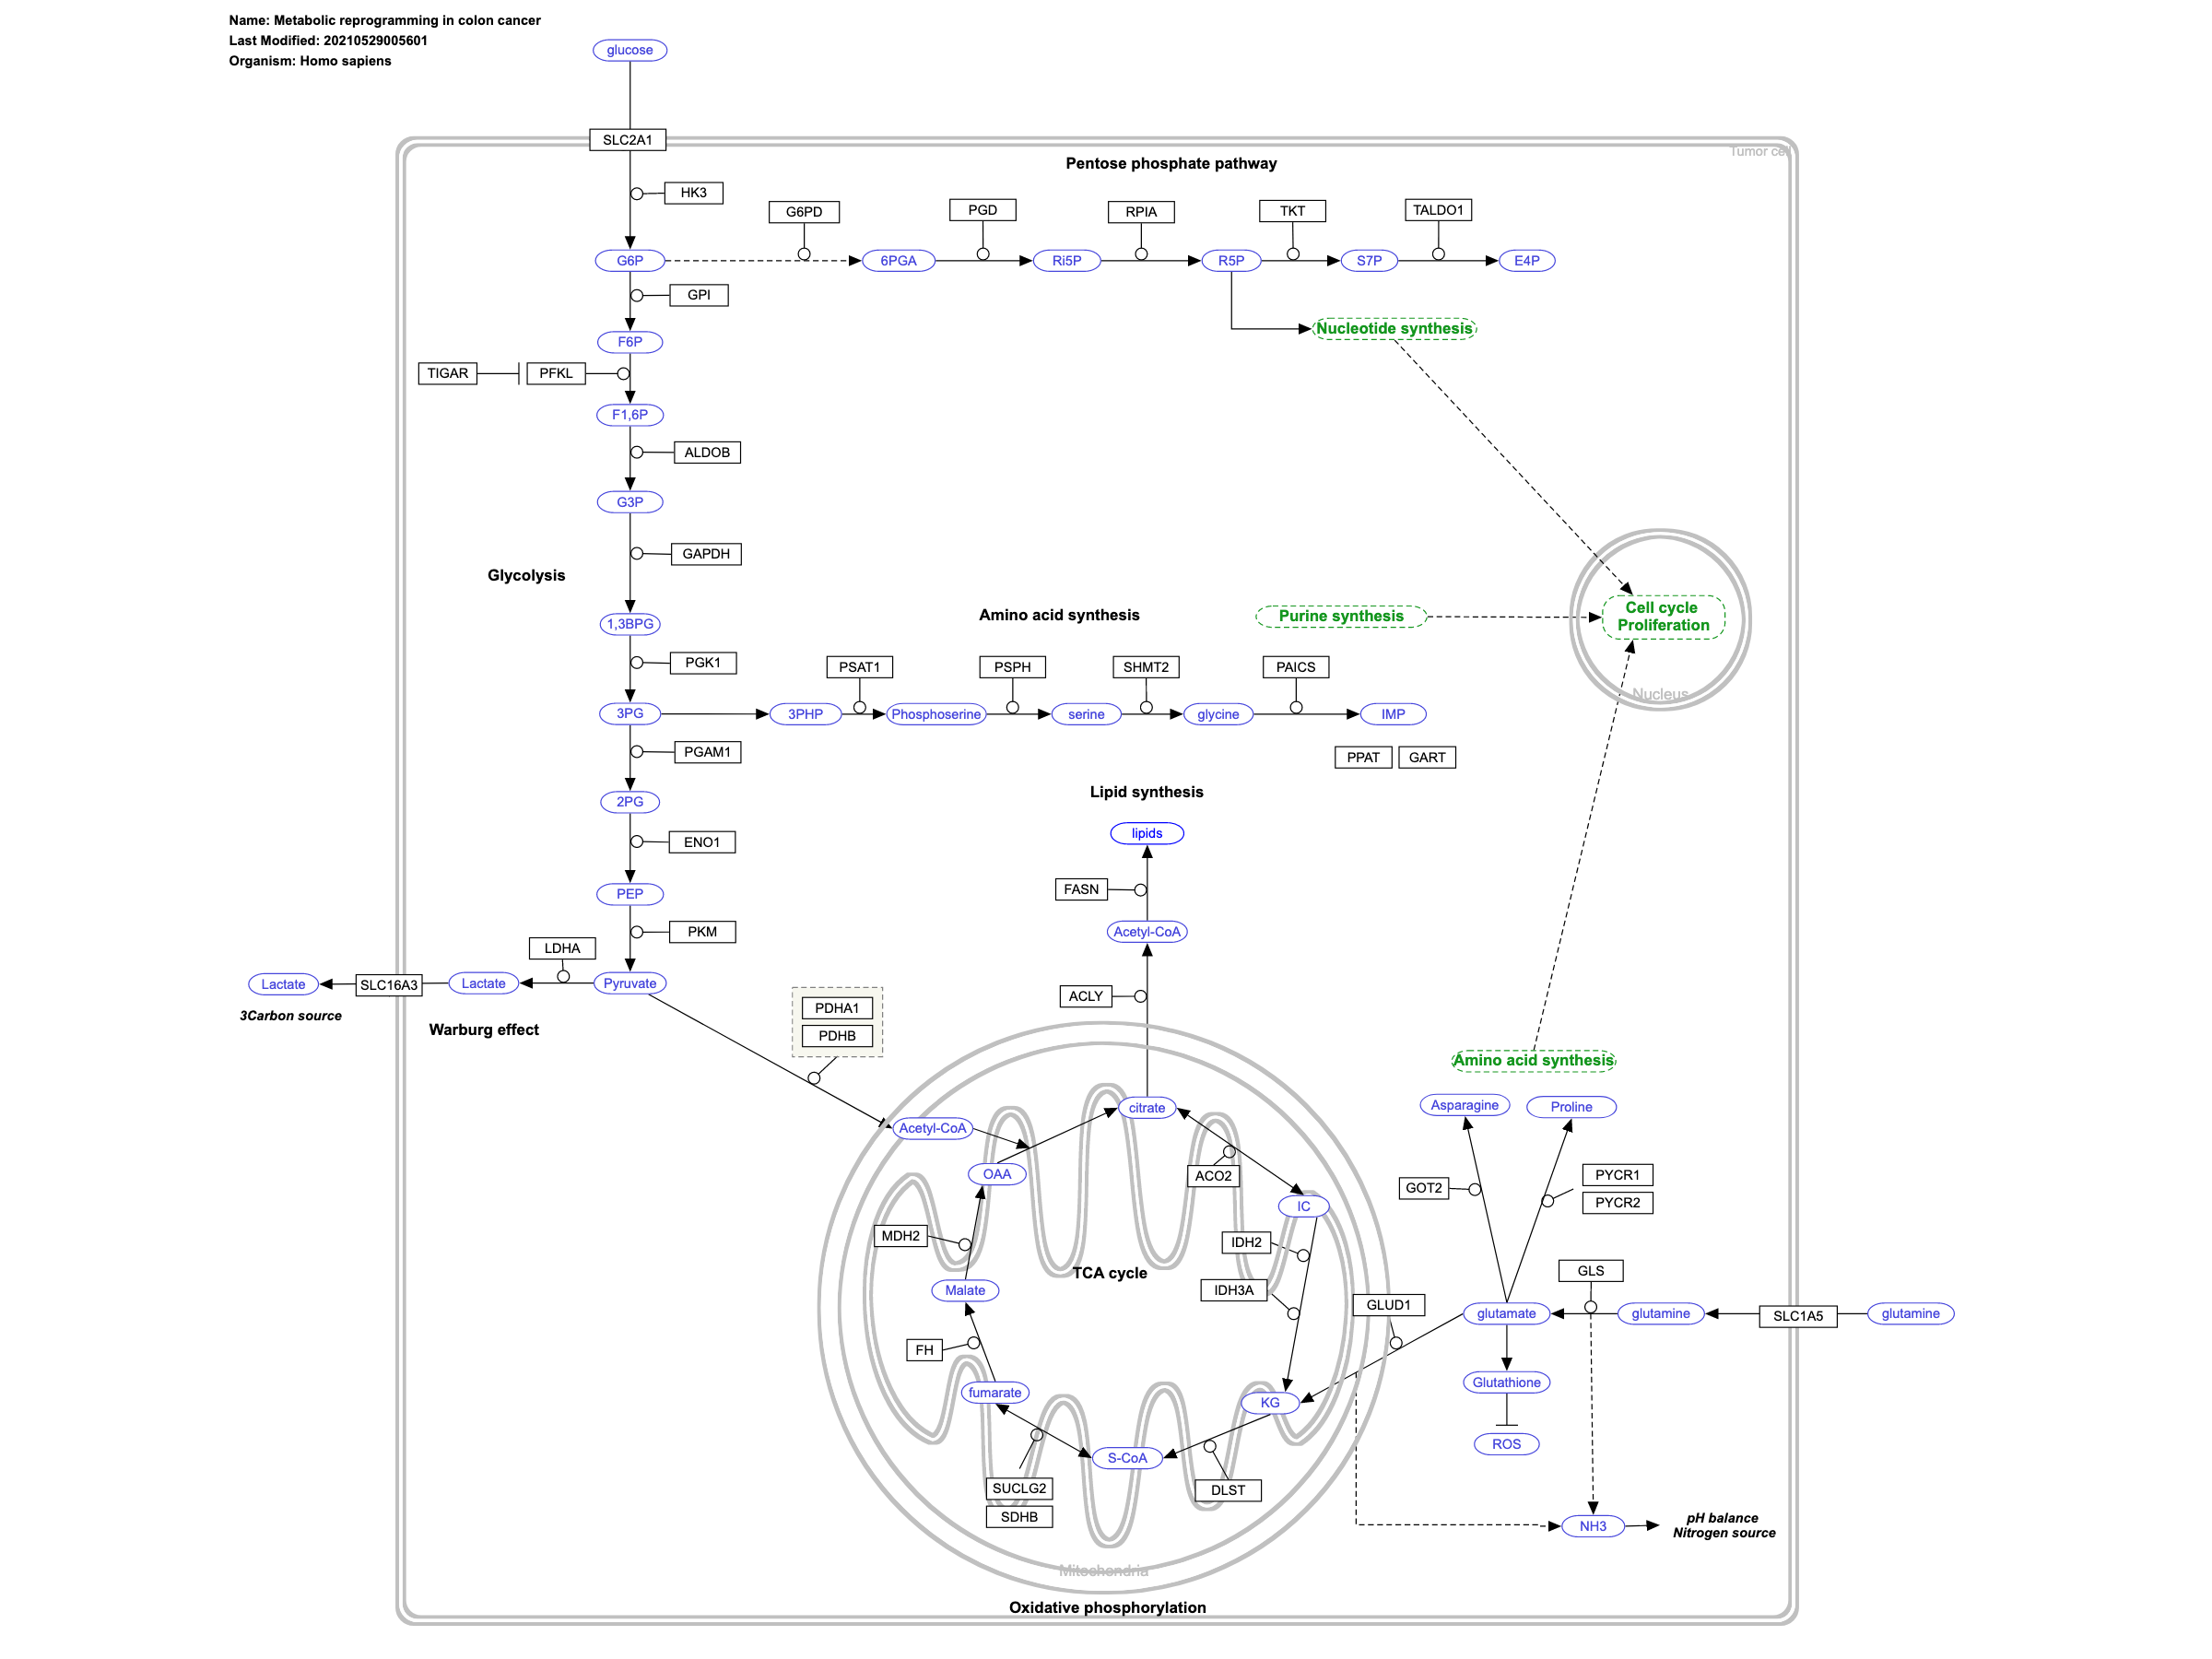 Name: Metabolic reprogramming in colon cancer
Last Modified: 20210529005601
Organism: Homo sapiens
glucose
SLC2A1
Tumor cell
Pentose phosphate pathway
HK3
G6PD
PGD
RPIA
TKT
TALDO1
G6P
6PGA
Ri5P
R5P
S7P
E4P
GPI
Nucleotide synthesis
F6P
TIGAR
PFKL
F1,6P
ALDOB
G3P
GAPDH
Glycolysis
Amino acid synthesis
Purine synthesis
Cell cycle
Proliferation
1,3BPG
PGK1
PSAT1
PSPH
SHMT2
PAICS
Nucleus
3PG
3PHP
Phosphoserine
serine
glycine
IMP
PGAM1
PPAT
GART
Lipid synthesis
2PG
lipids
ENO1
FASN
PEP
PKM
Acetyl-CoA
LDHA
Lactate
SLC16A3
Lactate
Pyruvate
ACLY
3Carbon source
Warburg effect
PDHA1
PDHB
Amino acid synthesis
Asparagine
Proline
citrate
Acetyl-CoA
OAA
ACO2
GOT2
PYCR1
PYCR2
IC
MDH2
IDH2
TCA cycle
GLS
Malate
IDH3A
GLUD1
glutamate
glutamine
SLC1A5
glutamine
FH
Glutathione
fumarate
KG
ROS
S-CoA
SUCLG2
DLST
SDHB
NH3
pH balance
Nitrogen source
Mitochondria
Oxidative phosphorylation